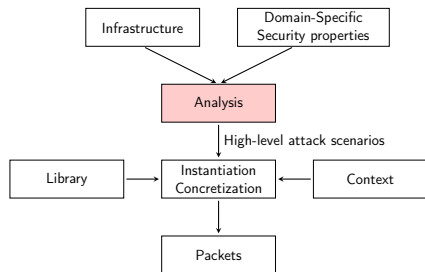 Infrastructure
Domain-Specific
Security properties
Analysis
High-level attack scenarios
Library
Instantiation
Concretization
Context
Packets